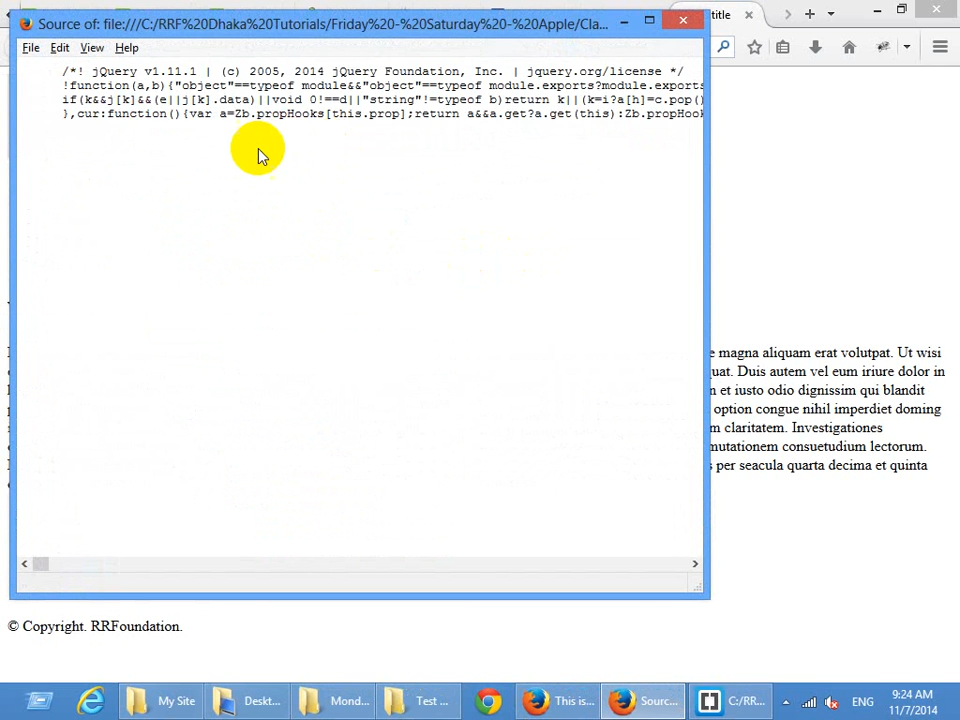 Source of: file:///C:/RRF%20Dhaka%20Tutorials/Friday%20-%20Saturday%20-%20Apple/Cla...
title
File Edit View Help
/*! jQuery v1.11.1 | (c) 2005, 2014 jQuery Foundation, Inc. | jquery.org/license */
!function(a,b){"object"==typeof module&&"object"==typeof module.exports?module.exports
if(k&&j[k]&&(e||j[k].data)||void 0!==d||"string"!=typeof b)return k||(k=i?a[h]=c.pop()
},cur:function(){var a=Zb.propHooks[this.prop];return a&&a.get?a.get(this):Zb.propHook
e magna aliquam erat volutpat. Ut wisi
quat. Duis autem vel eum iriure dolor in
n et iusto odio dignissim qui blandit
option congue nihil imperdiet doming
m claritatem. Investigationes
mutationem consuetudium lectorum.
s per seacula quarta decima et quinta
© Copyright. RRFoundation.
My Site
Deskt...
Mond...
Test ...
This is...
Sourc...
C:/RR...
ENG
9:24 AM
11/7/2014